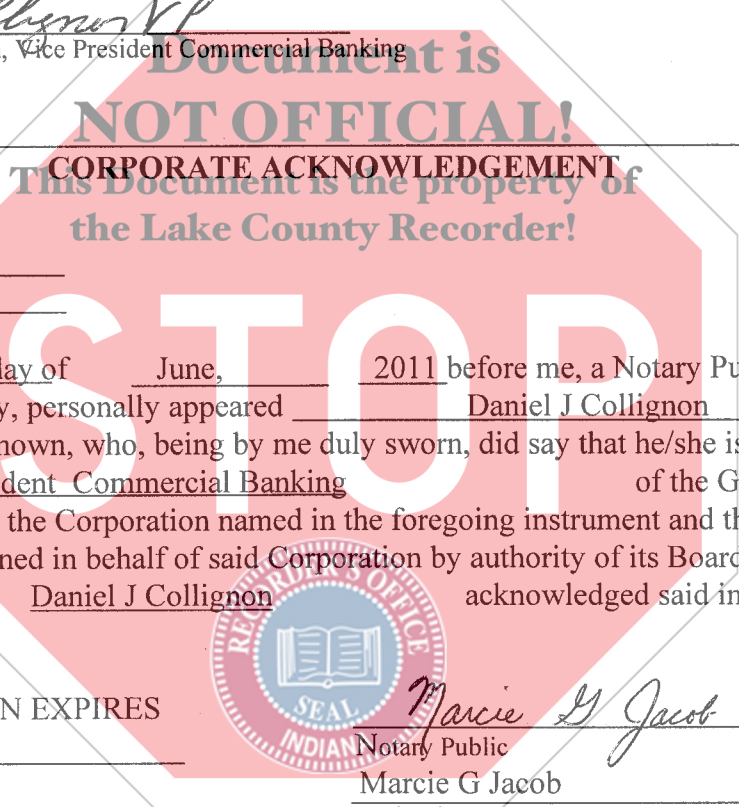 , Vice President Commercial Banking
Document is
NOT OFFICIAL!
CORPORATE ACKNOWLEDGEMENT
This Document is the property of
the Lake County Recorder!
STOP
day of June, 2011 before me, a Notary Pu
y, personally appeared Daniel J Collignon
nown, who, being by me duly sworn, did say that he/she is
dent Commercial Banking of the G
the Corporation named in the foregoing instrument and th
ned in behalf of said Corporation by authority of its Board
Daniel J Collignon acknowledged said in
RECORDER'S OFFICE
SEAL
INDIANA
N EXPIRES
Marcie G Jacob
Notary Public
Marcie G Jacob